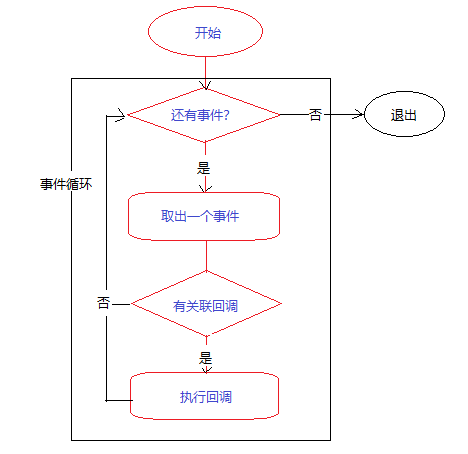 开始
还有事件?
否
退出
是
事件循环
取出一个事件
否
有关联回调
是
执行回调